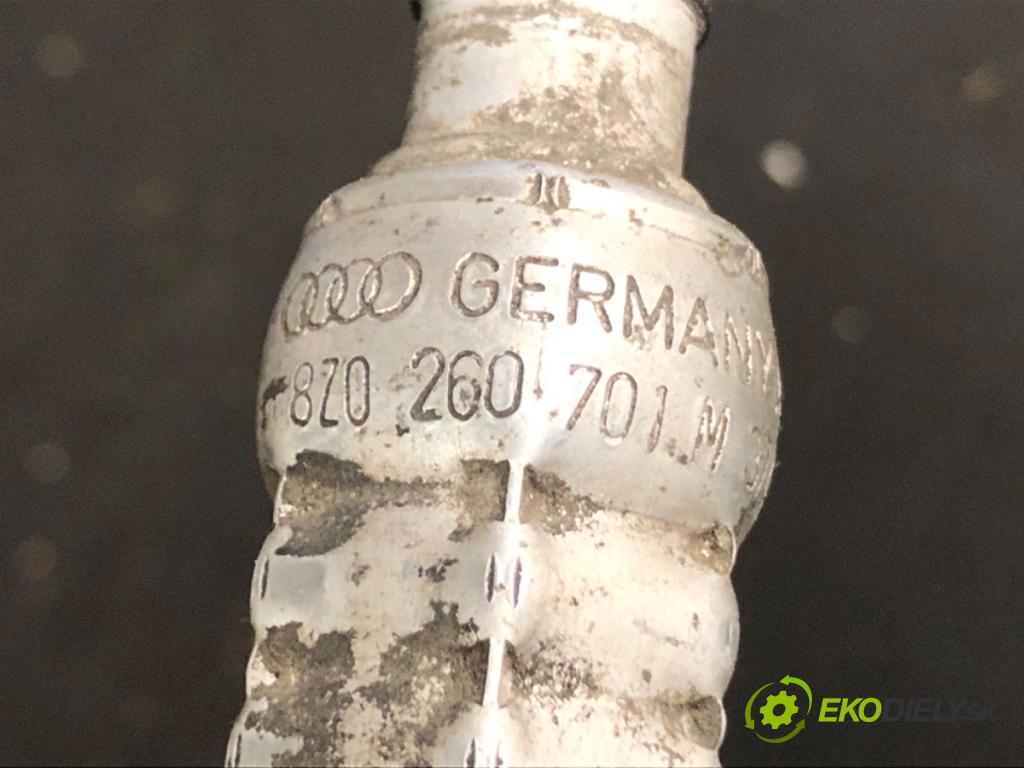 GERMANY
8Z0 260 701 M
EKODIELY.SK